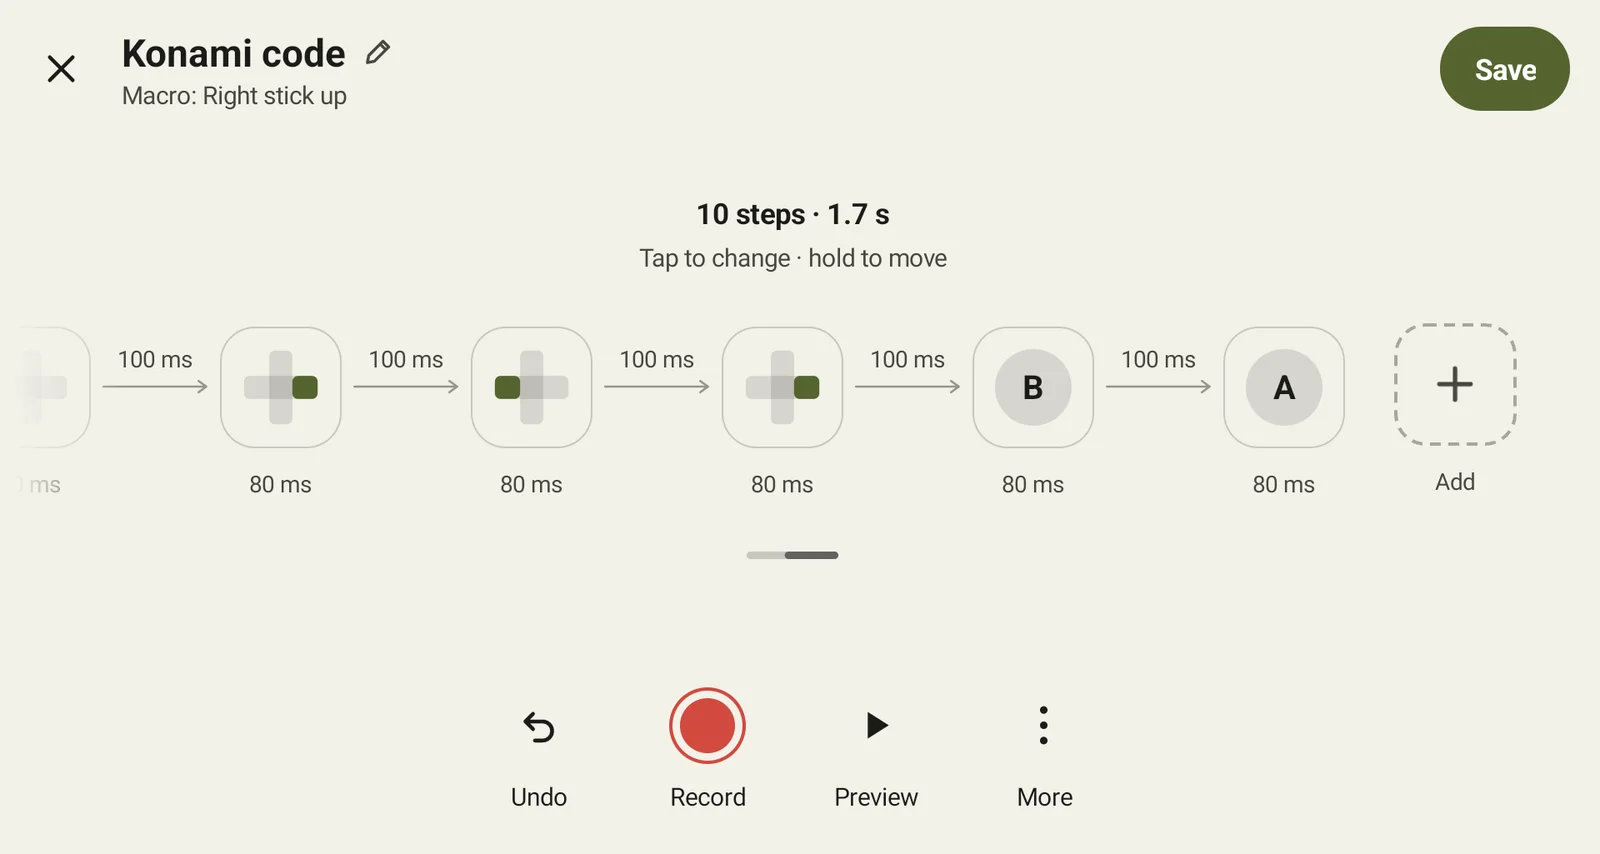 Konami code
Macro: Right stick up
Save
10 steps · 1.7 s
Tap to change · hold to move
100 ms 100 ms 100 ms 100 ms 100 ms
B A
ms 80 ms 80 ms 80 ms 80 ms 80 ms Add
Undo Record Preview More